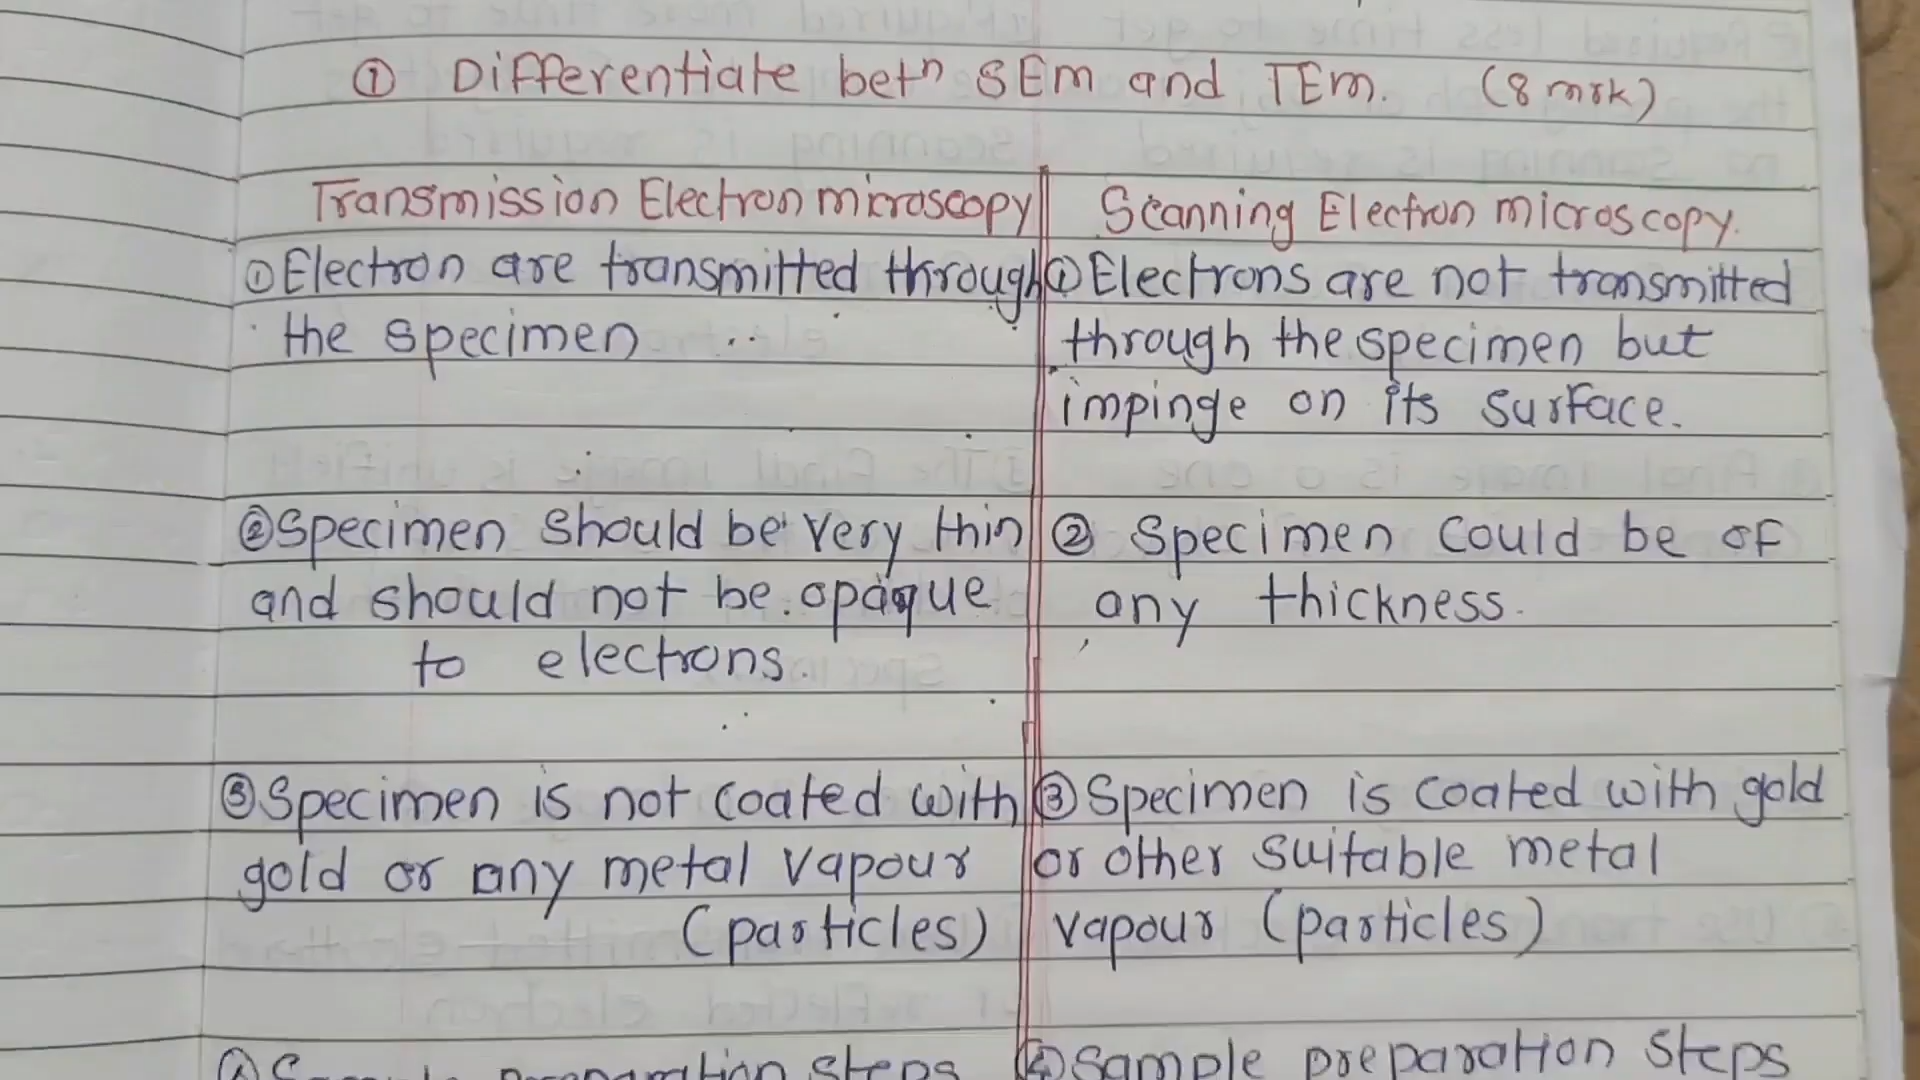 ① Differentiate betⁿ SEM and TEM. (8 mrk)
Transmission Electron microscopy
① Electron are transmitted through
the specimen
② Specimen should be very thin
and should not be opaque
to electrons.
③ Specimen is not coated with
gold or any metal vapour
(particles)
preparation steps
Scanning Electron microscopy.
① Electrons are not transmitted
through the specimen but
impinge on its surface.
② Specimen could be of
any thickness.
③ Specimen is coated with gold
or other suitable metal
vapour (particles)
④ Sample preparation steps